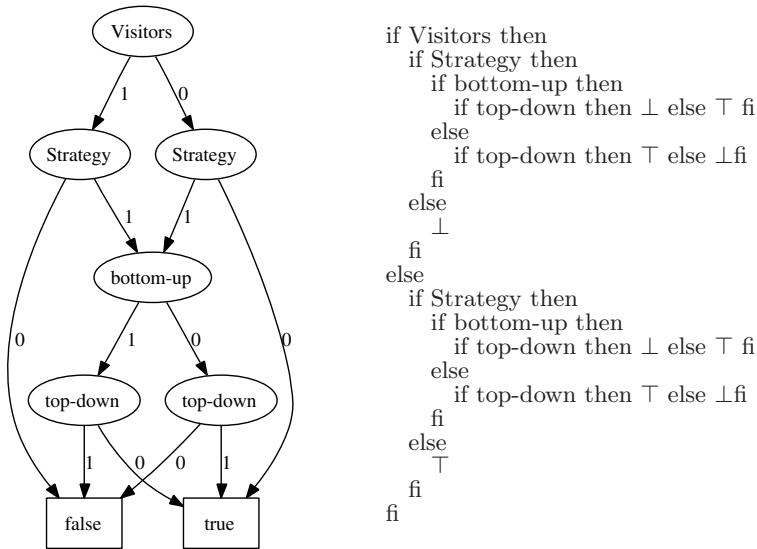 Visitors
1
0
Strategy
Strategy
1
1
bottom-up
0
1
0
0
top-down
top-down
1
0
0
1
false
true
if Visitors then
if Strategy then
if bottom-up then
if top-down then ⊥ else ⊤ fi
else
if top-down then ⊤ else ⊥fi
fi
else
⊥
fi
else
if Strategy then
if bottom-up then
if top-down then ⊥ else ⊤ fi
else
if top-down then ⊤ else ⊥fi
fi
else
⊤
fi
fi